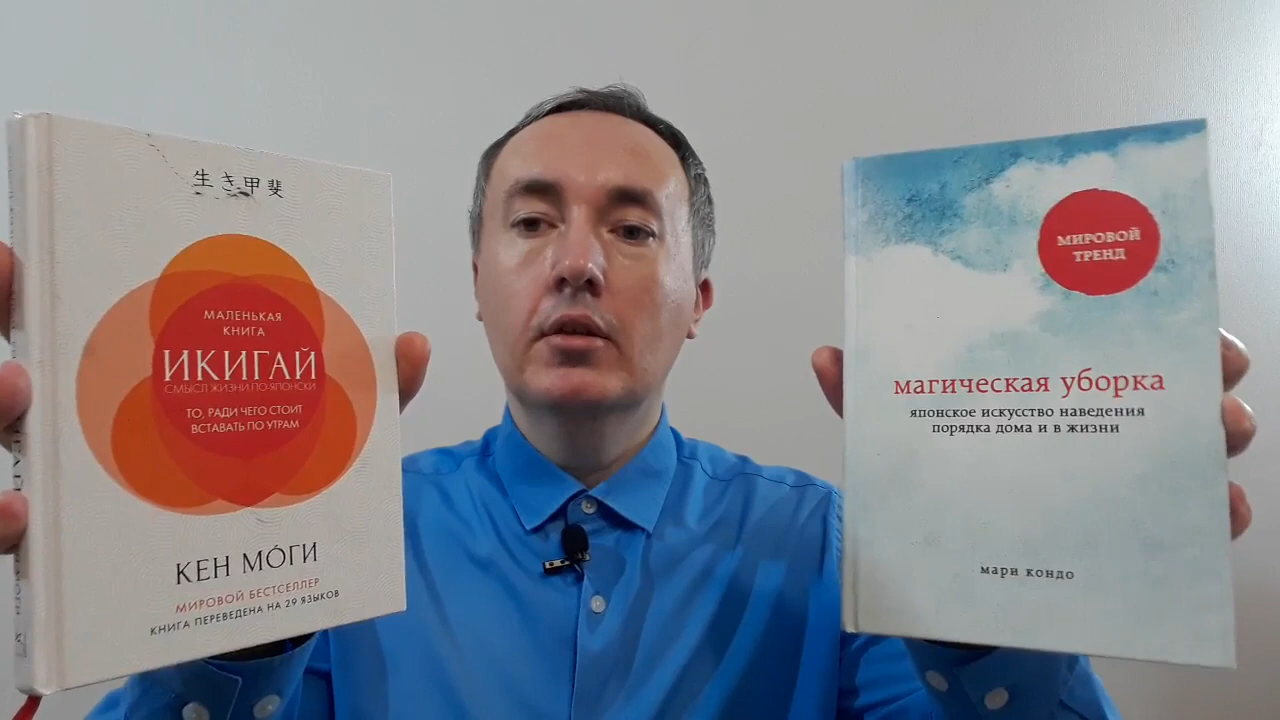 生き甲斐
МАЛЕНЬКАЯ
КНИГА
ИКИГАЙ
СМЫСЛ ЖИЗНИ ПО-ЯПОНСКИ
ТО, РАДИ ЧЕГО СТОИТ
ВСТАВАТЬ ПО УТРАМ
КЕН МО́ГИ
МИРОВОЙ БЕСТСЕЛЛЕР
КНИГА ПЕРЕВЕДЕНА НА 29 ЯЗЫКОВ
МИРОВОЙ
ТРЕНД
магическая уборка
японское искусство наведения
порядка дома и в жизни
мари кондо